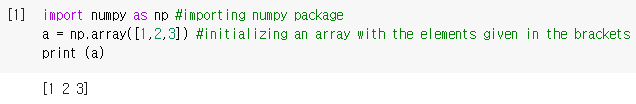 [1] import numpy as np #importing numpy package
a = np.array([1,2,3]) #initializing an array with the elements given in the brackets
print (a)
[1 2 3]